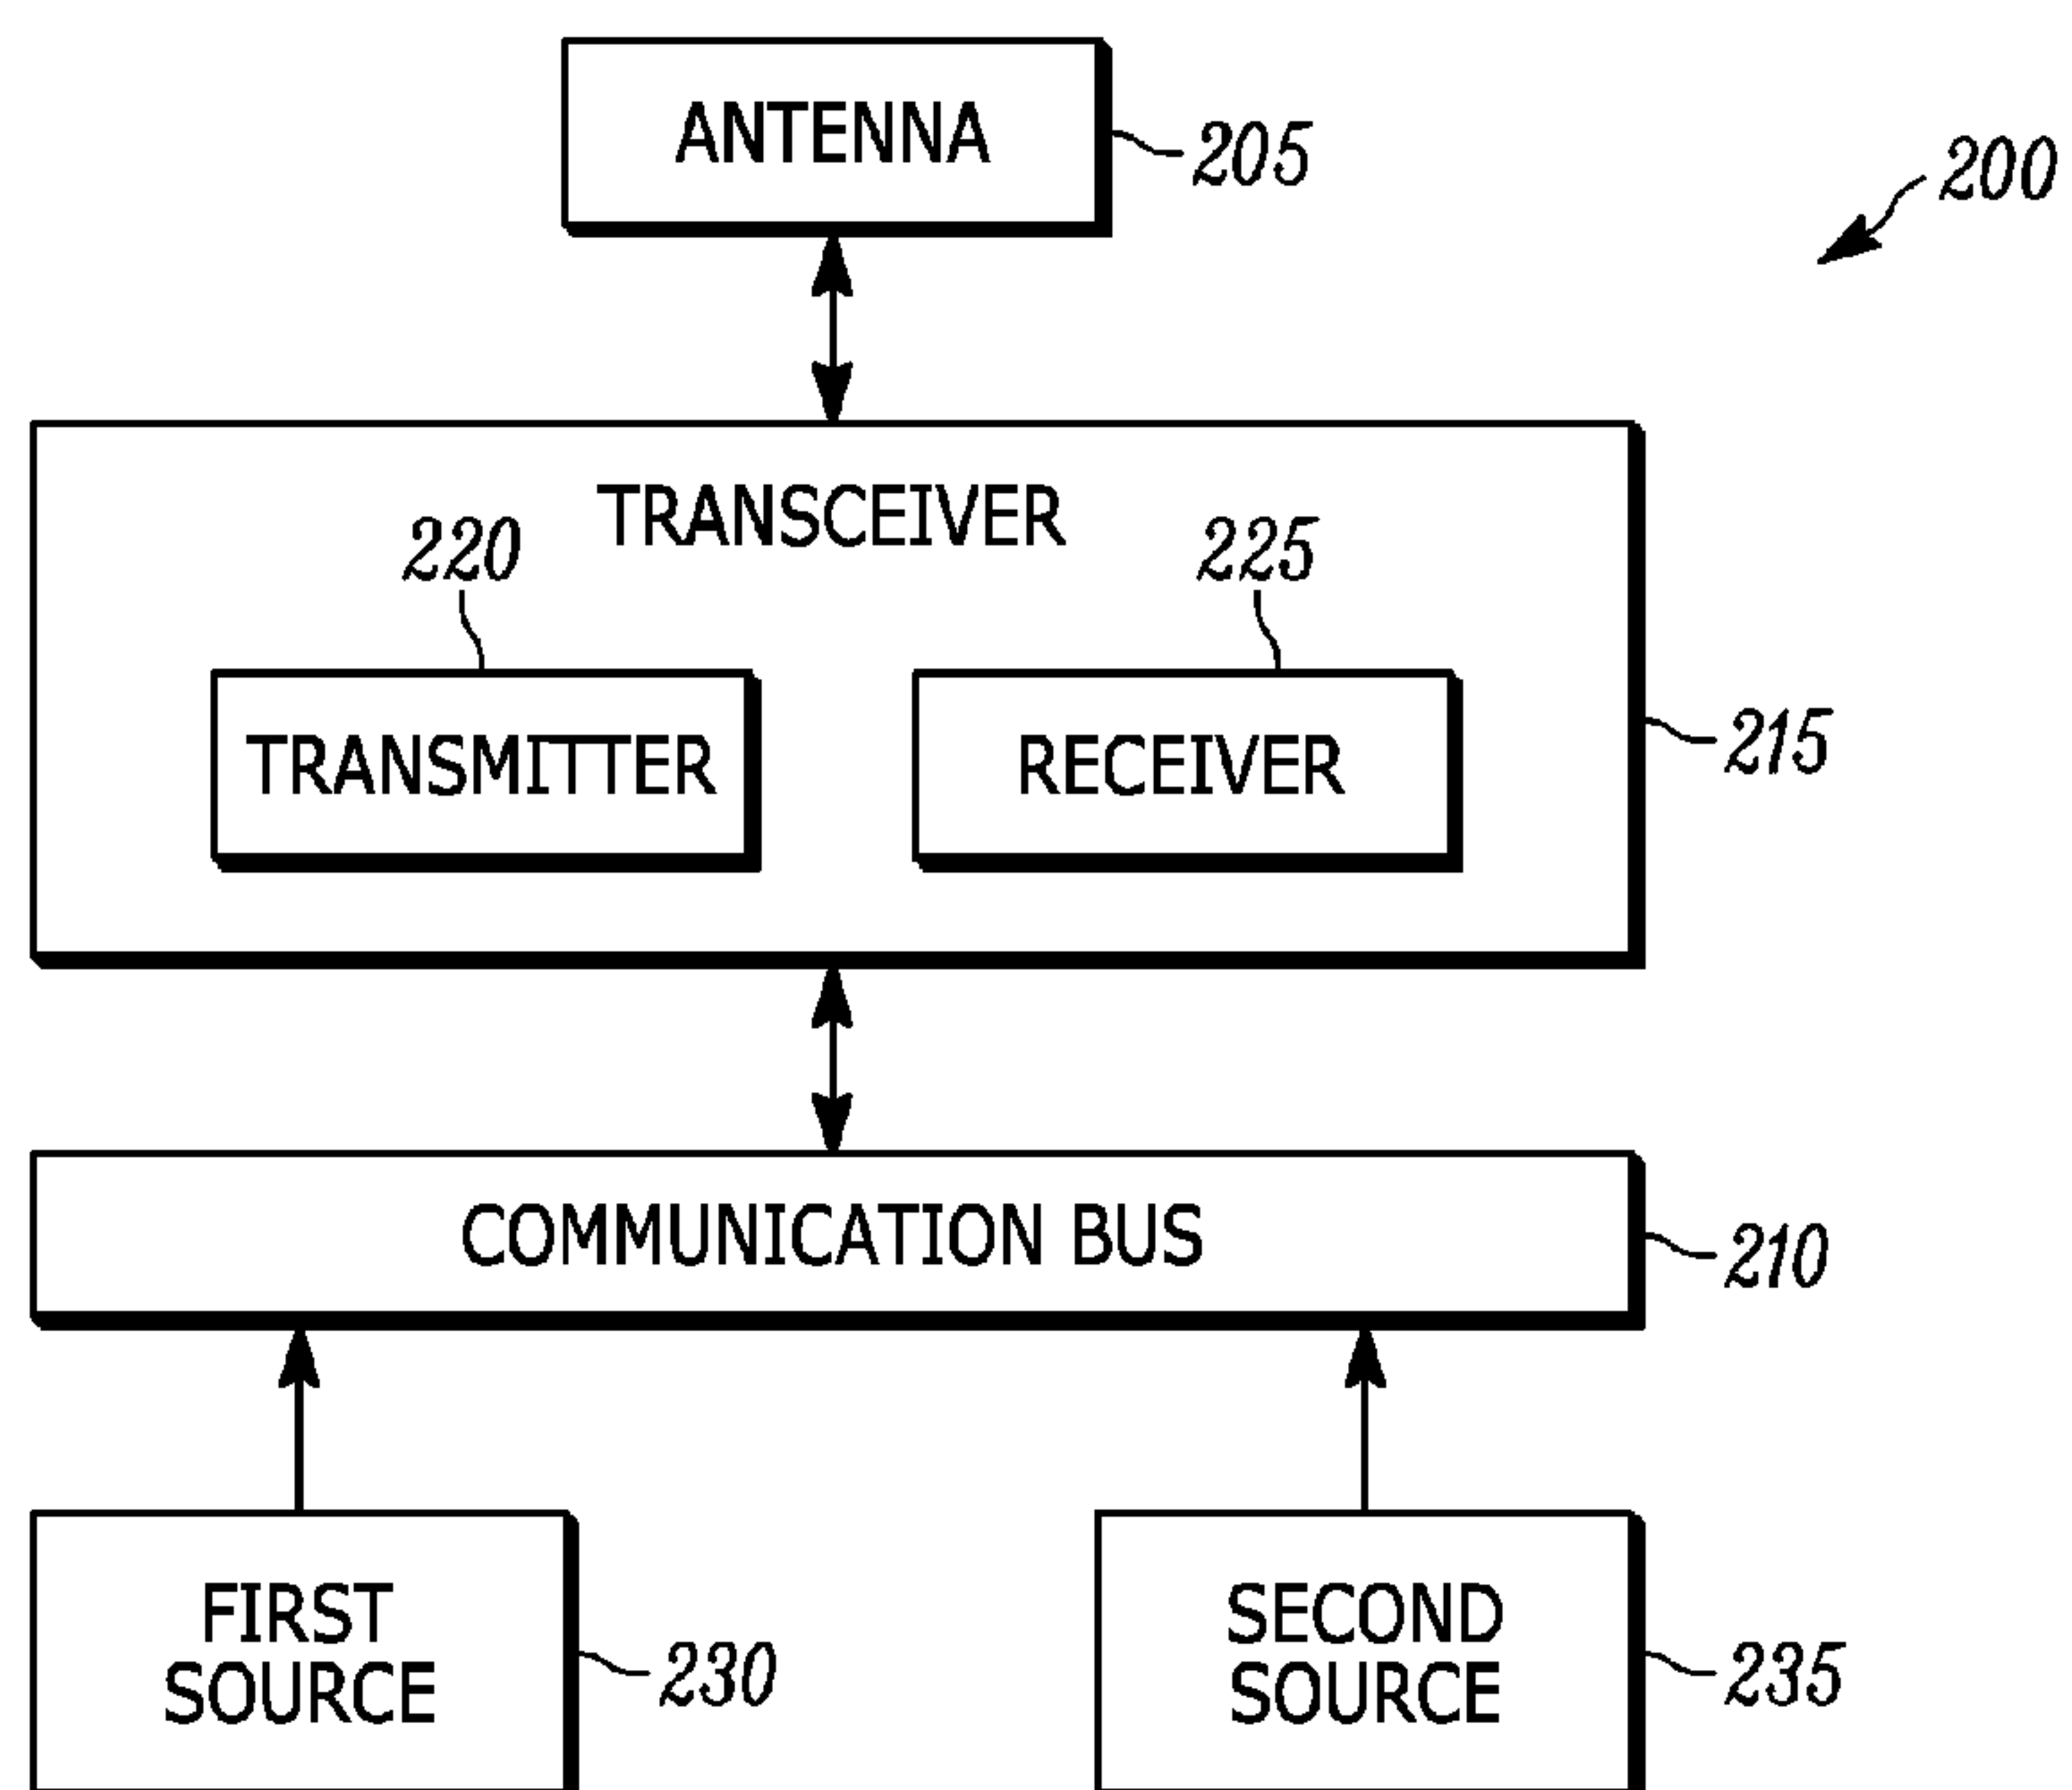 ANTENNA
205
200
TRANSCEIVER
220
225
TRANSMITTER
RECEIVER
215
COMMUNICATION BUS
210
FIRST
SOURCE
230
SECOND
SOURCE
235